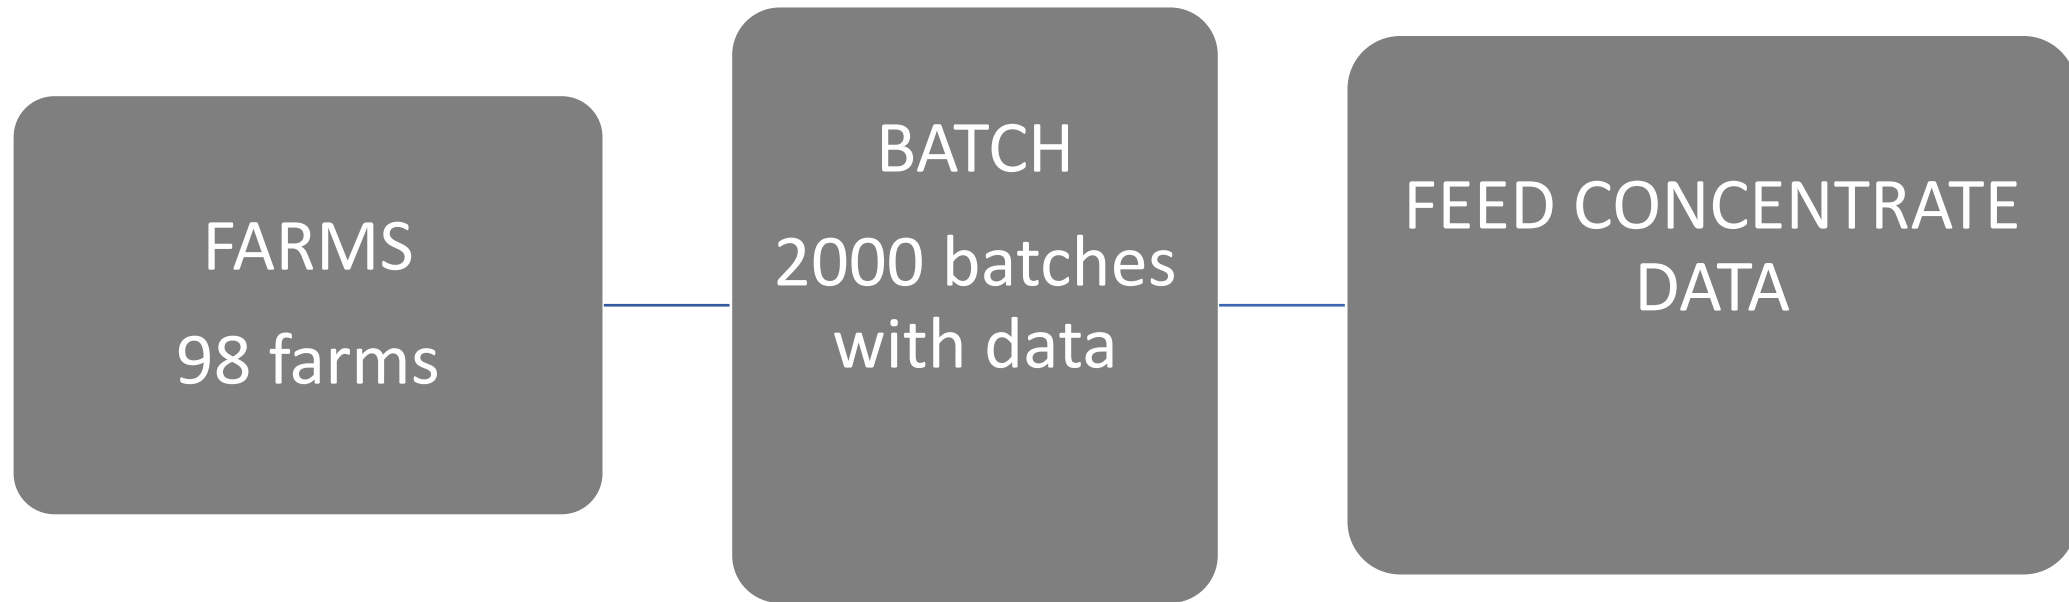 FARMS
98 farms
BATCH
2000 batches
with data
FEED CONCENTRATE
DATA